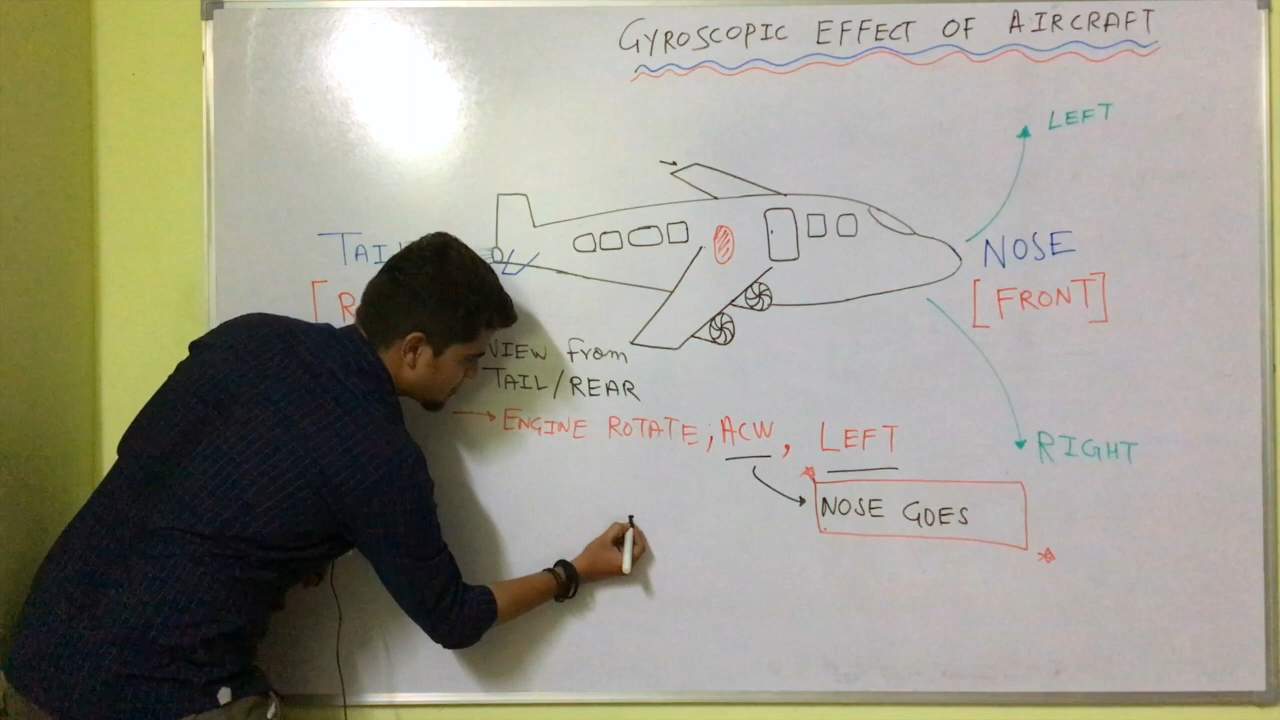 GYROSCOPIC EFFECT OF AIRCRAFT
LEFT
NOSE
[FRONT]
VIEW from
TAIL/REAR
→ ENGINE ROTATE; ACW, LEFT
RIGHT
NOSE GOES